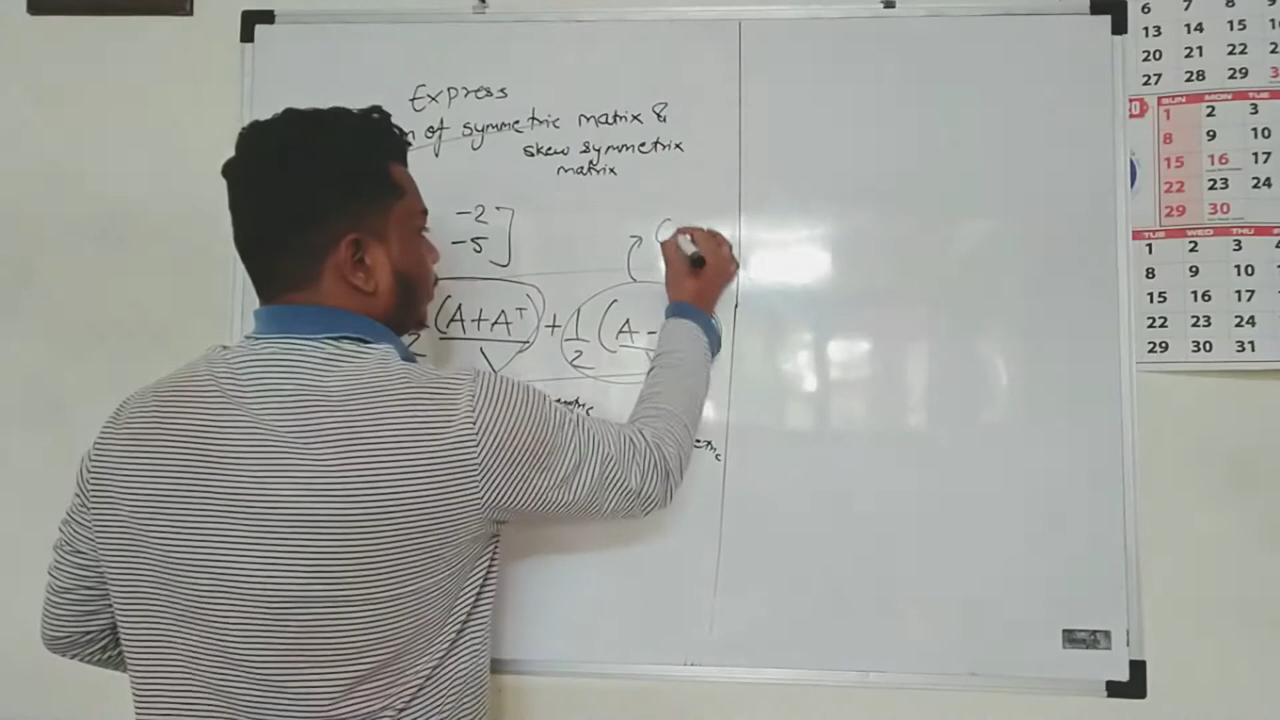 Express
of symmetric matrix &
skew symmetrix
matrix
-2
-5
2 (A+Aᵀ) + 1/2 (A -
6 7 8
13 14 15
20 21 22
27 28 29
SUN MON TUE
1 2 3
8 9 10
15 16 17
22 23 24
29 30
TUE WED THU
1 2 3
8 9 10
15 16 17
22 23 24
29 30 31